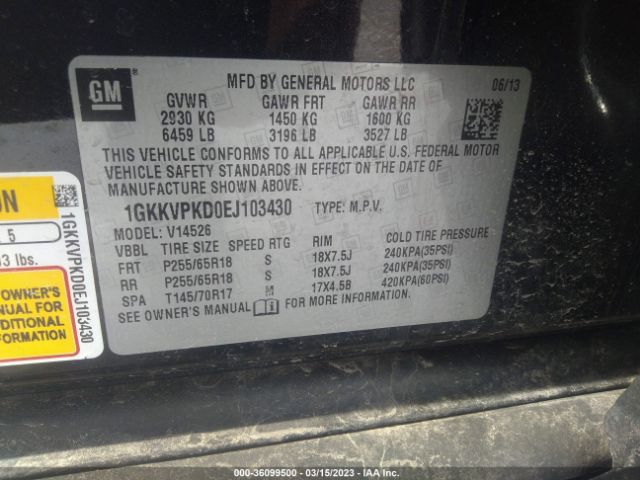 GM
MFD BY GENERAL MOTORS LLC 06/13
GVWR GAWR FRT GAWR RR
2930 KG 1450 KG 1600 KG
6459 LB 3196 LB 3527 LB
THIS VEHICLE CONFORMS TO ALL APPLICABLE U.S. FEDERAL MOTOR
VEHICLE SAFETY STANDARDS IN EFFECT ON THE DATE OF
MANUFACTURE SHOWN ABOVE.
1GKKVPKD0EJ103430 TYPE: M.P.V.
MODEL: V14526
VBBL TIRE SIZE SPEED RTG RIM COLD TIRE PRESSURE
FRT P255/65R18 S 18X7.5J 240KPA(35PSI)
RR P255/65R18 S 18X7.5J 240KPA(35PSI)
SPA T145/70R17 M 17X4.5B 420KPA(60PSI)
SEE OWNER'S MANUAL FOR MORE INFORMATION
ON
5
3 lbs.
OWNER'S
NUAL FOR
DDITIONAL
ORMATION
1GKKVPKD0EJ103430
000-36099500 - 03/15/2023 - IAA Inc.